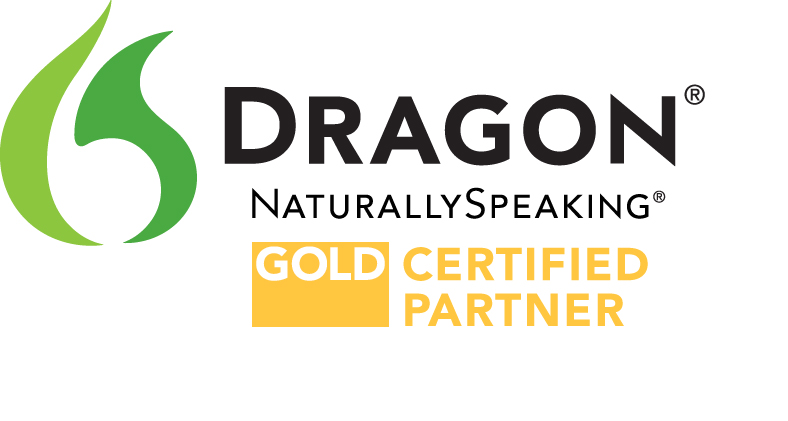 DRAGON®
NATURALLYSPEAKING®
GOLD CERTIFIED
PARTNER